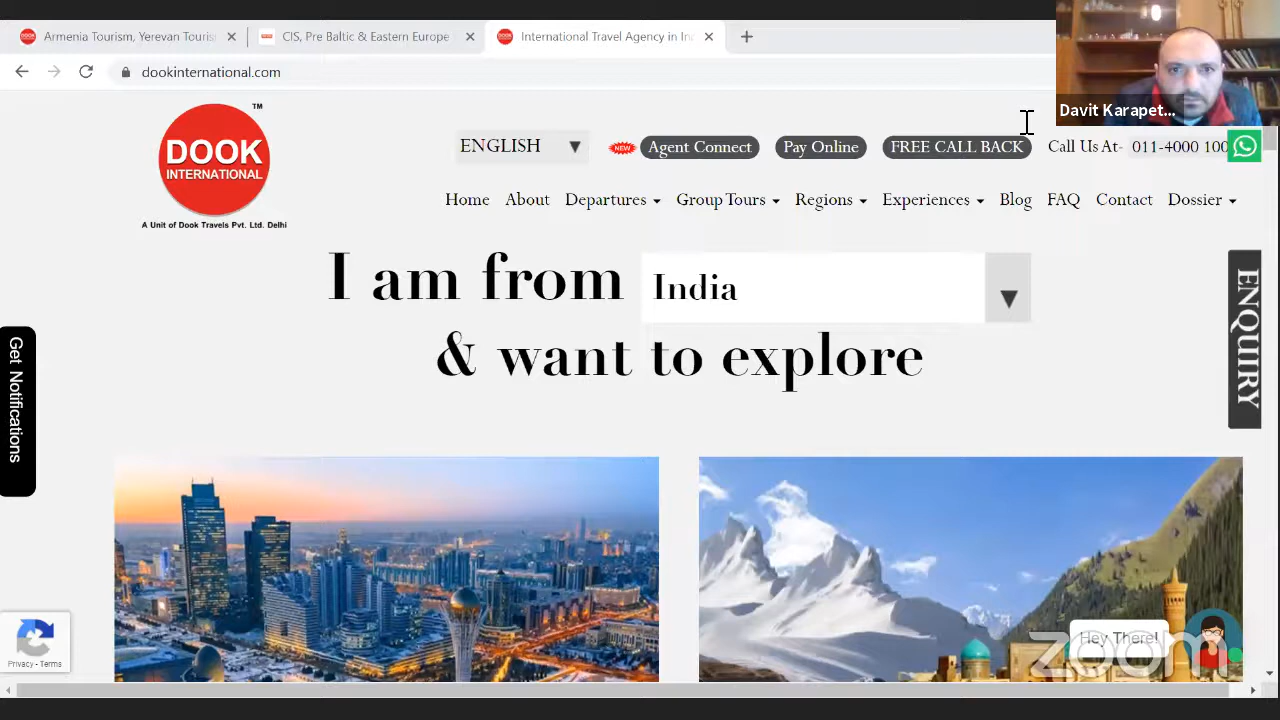 Armenia Tourism, Yerevan Touris
CIS, Pre Baltic & Eastern Europe
International Travel Agency in In
dookinternational.com
Davit Karapet...
TM
DOOK
INTERNATIONAL
A Unit of Dook Travels Pvt. Ltd. Delhi
ENGLISH
NEW
Agent Connect
Pay Online
FREE CALL BACK
Call Us At- 011-4000 100
Home About Departures Group Tours Regions Experiences Blog FAQ Contact Dossier
I am from India
& want to explore
ENQUIRY
Get Notifications
Privacy - Terms
Hey There!
zoom